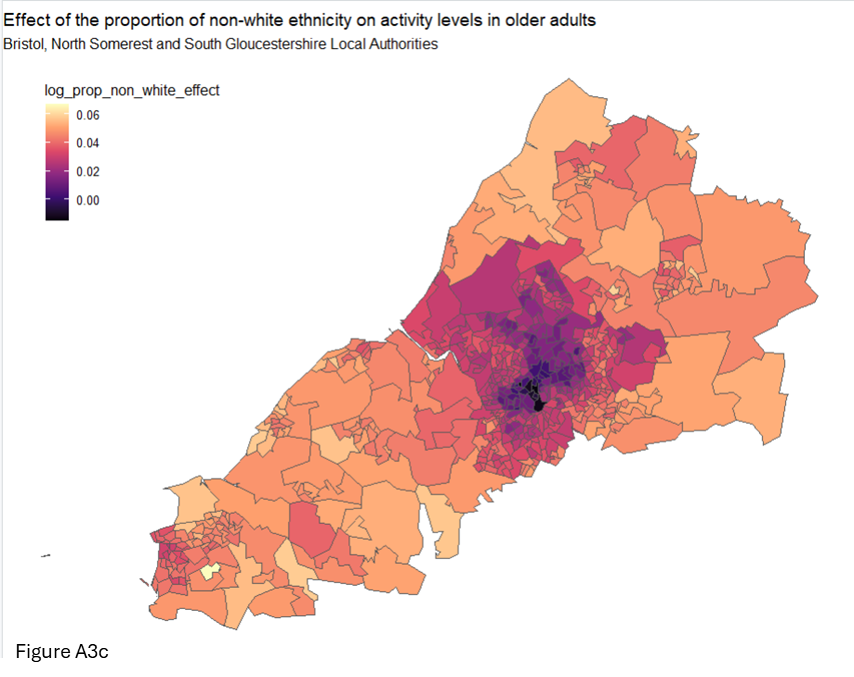 Effect of the proportion of non-white ethnicity on activity levels in older adults
Bristol, North Somerest and South Gloucestershire Local Authorities
log_prop_non_white_effect
0.06
0.04
0.02
0.00
Figure A3c